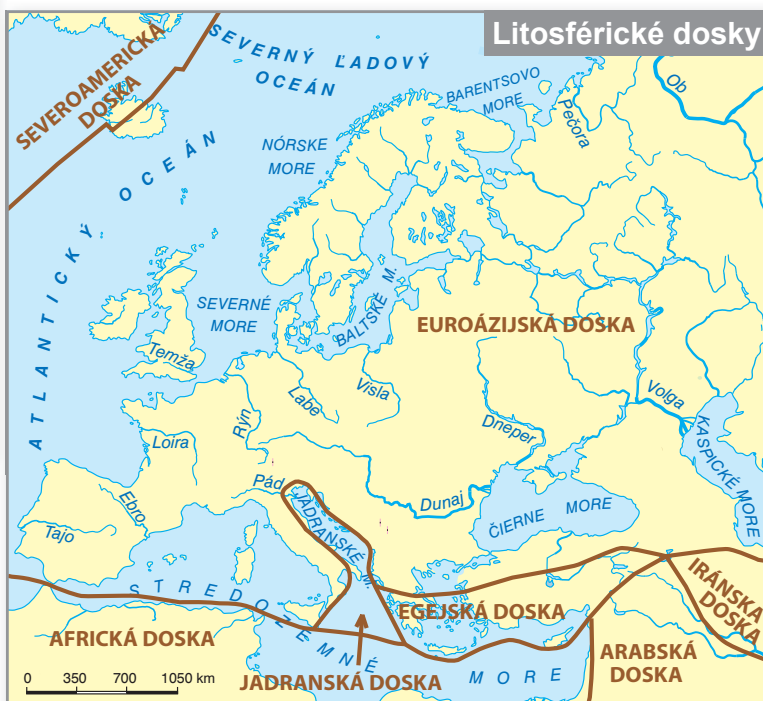 Litosférické dosky
SEVEROAMERICKÁ
DOSKA
SEVERNÝ ĽADOVÝ
OCEÁN
BARENTSOVO
MORE
Pečora
Ob
NÓRSKE
MORE
ATLANTICKÝ OCEÁN
SEVERNÉ
MORE
BALTSKÉ M.
EUROÁZIJSKÁ DOSKA
Temža
Labe
Visla
Rýn
Loira
Dneper
Volga
KASPICKÉ MORE
Pád
Dunaj
JADRANSKÉ M.
ČIERNE MORE
Ebro
Tajo
STREDOZEMNÉ MORE
EGEJSKÁ DOSKA
IRÁNSKA
DOSKA
AFRICKÁ DOSKA
ARABSKÁ
DOSKA
JADRANSKÁ DOSKA
0 350 700 1050 km